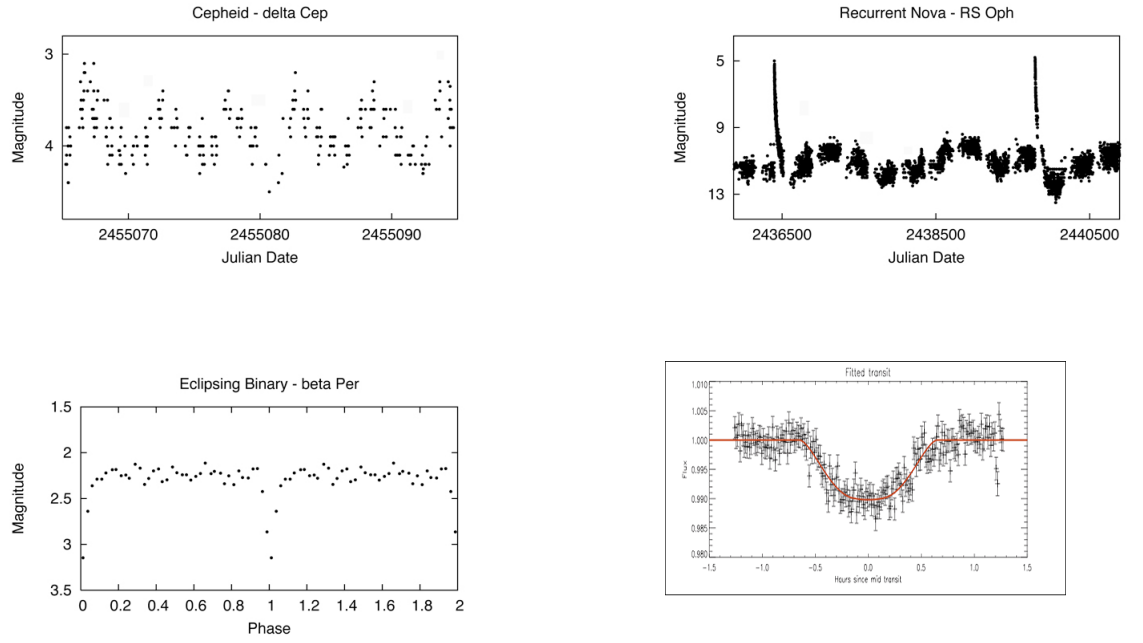 Cepheid - delta Cep
3
4
Magnitude
2455070 2455080 2455090
Julian Date
Recurrent Nova - RS Oph
5
9
13
Magnitude
2436500 2438500 2440500
Julian Date
Eclipsing Binary - beta Per
1.5
2
2.5
3
3.5
Magnitude
0 0.2 0.4 0.6 0.8 1 1.2 1.4 1.6 1.8 2
Phase
Fitted transit
1.010
1.005
1.000
0.995
0.990
0.985
0.980
Flux
-1.5 -1.0 -0.5 0.0 0.5 1.0 1.5
Hours since mid transit